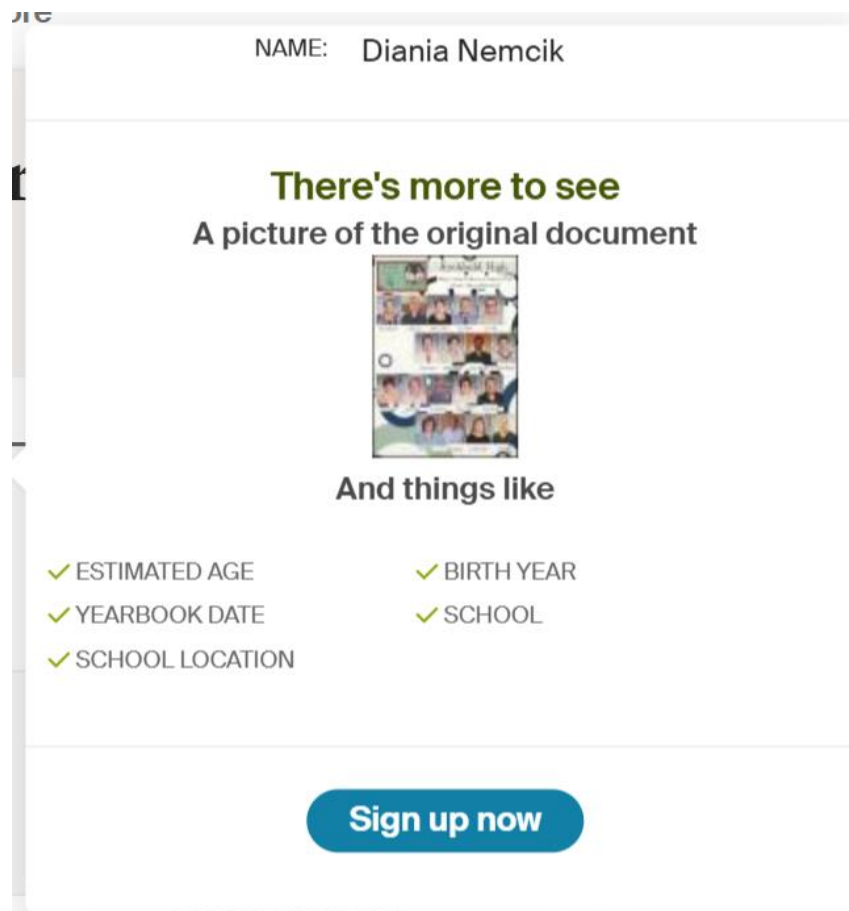 NAME: Diania Nemcik
There's more to see
A picture of the original document
And things like
ESTIMATED AGE
BIRTH YEAR
YEARBOOK DATE
SCHOOL
SCHOOL LOCATION
Sign up now